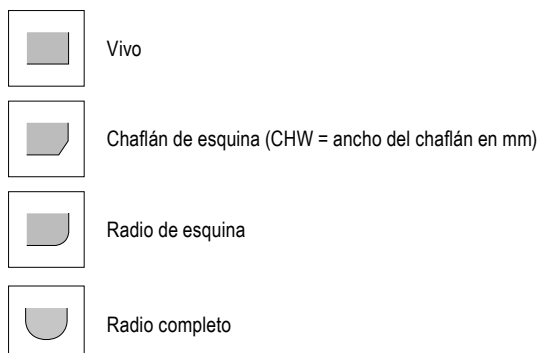 Vivo
Chaflán de esquina (CHW = ancho del chaflán en mm)
Radio de esquina
Radio completo